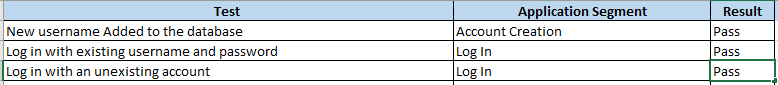 Test Application Segment Result
New username Added to the database Account Creation Pass
Log in with existing username and password Log In Pass
Log in with an unexisting account Log In Pass